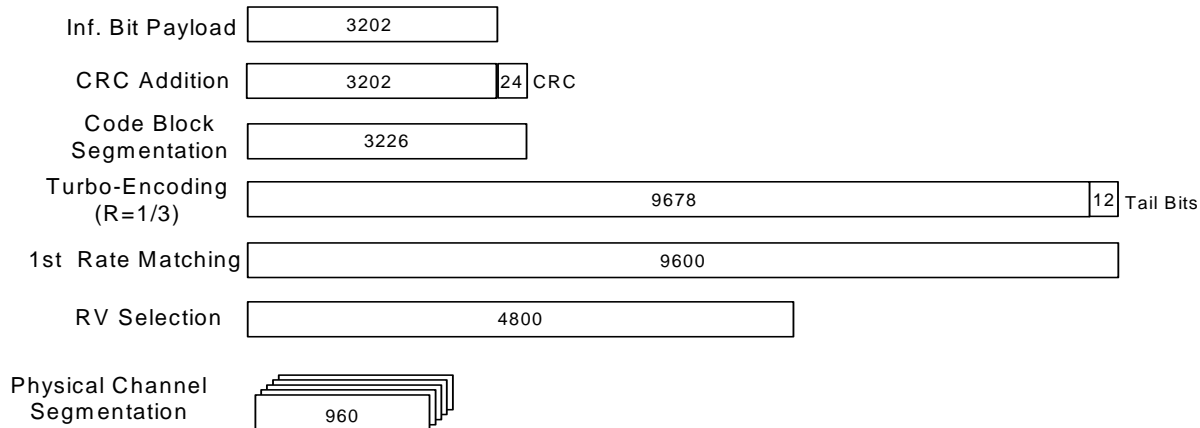 Inf. Bit Payload 3202
CRC Addition 3202 24 CRC
Code Block
Segmentation 3226
Turbo-Encoding
(R=1/3) 9678 12 Tail Bits
1st Rate Matching 9600
RV Selection 4800
Physical Channel
Segmentation 960